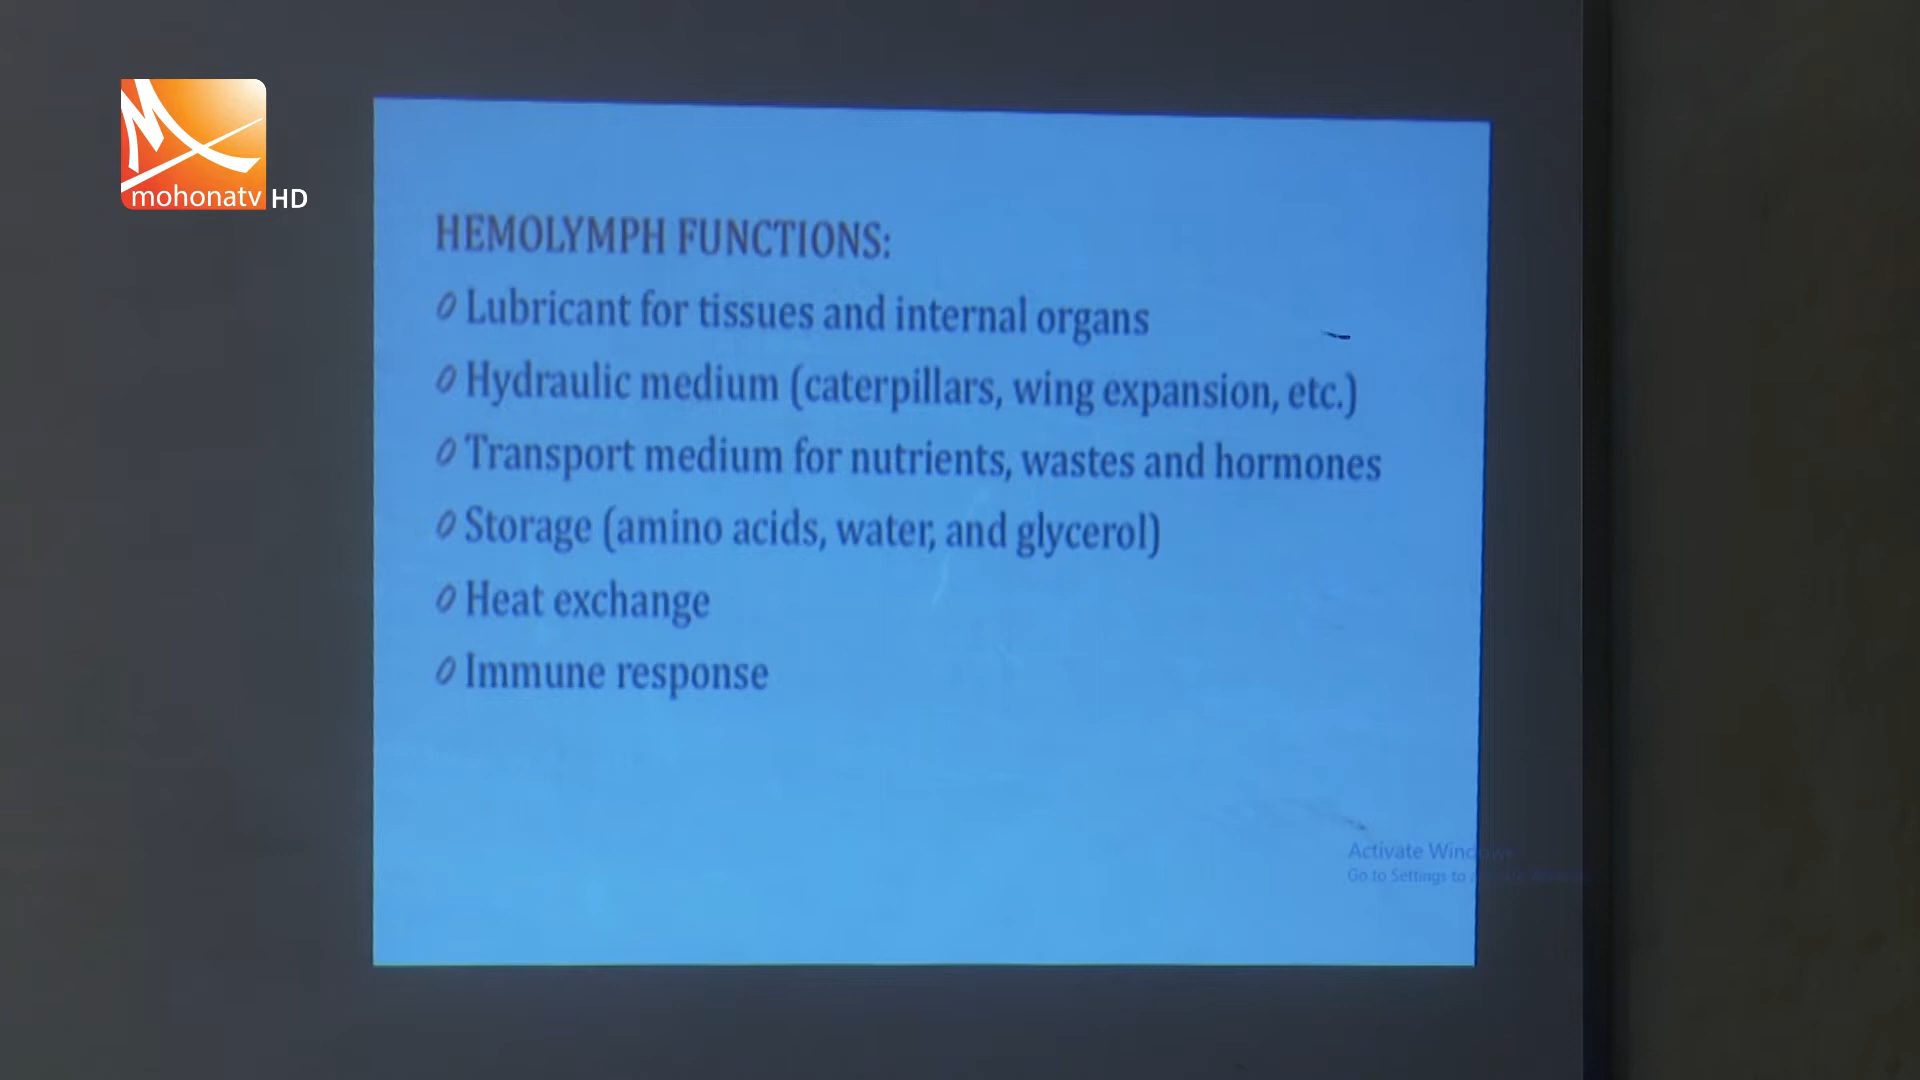 mohonatv HD
HEMOLYMPH FUNCTIONS:
Lubricant for tissues and internal organs
Hydraulic medium (caterpillars, wing expansion, etc.)
Transport medium for nutrients, wastes and hormones
Storage (amino acids, water, and glycerol)
Heat exchange
Immune response
Activate Windows
Go to Settings to